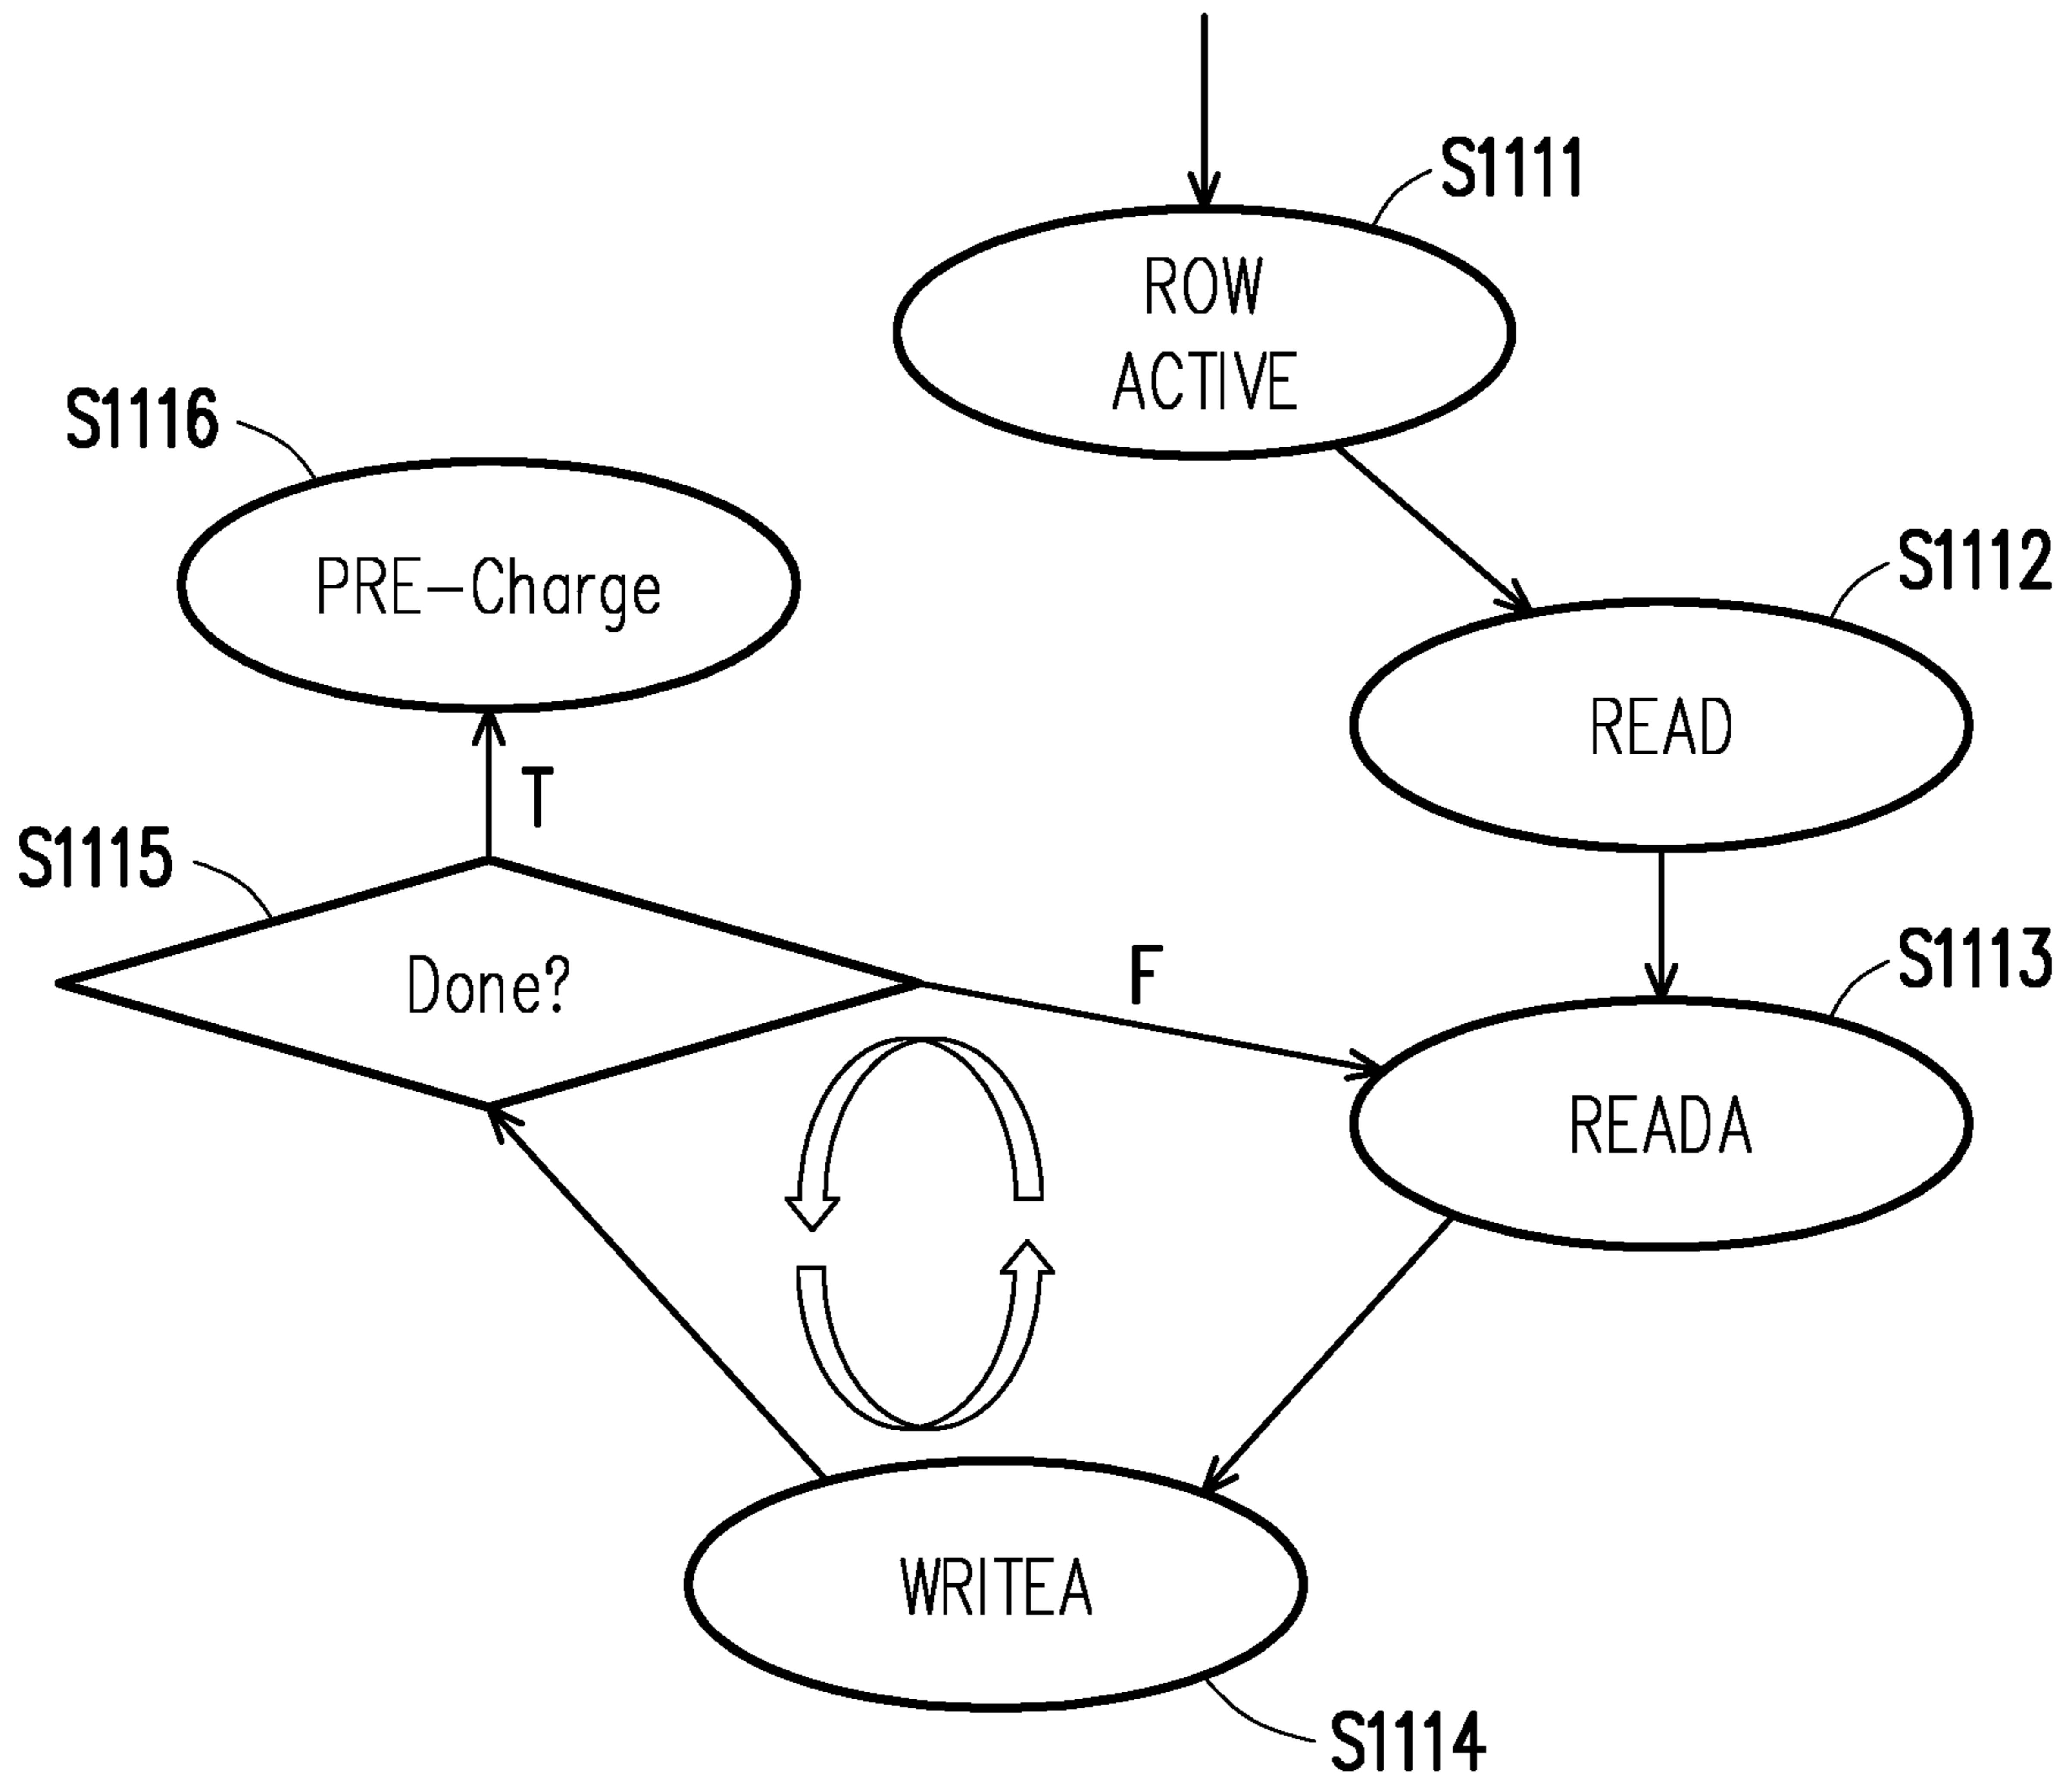 S1111
ROW
ACTIVE
S1116
PRE-Charge
S1112
READ
T
S1115
Done?
F
S1113
READA
WRITEA
S1114